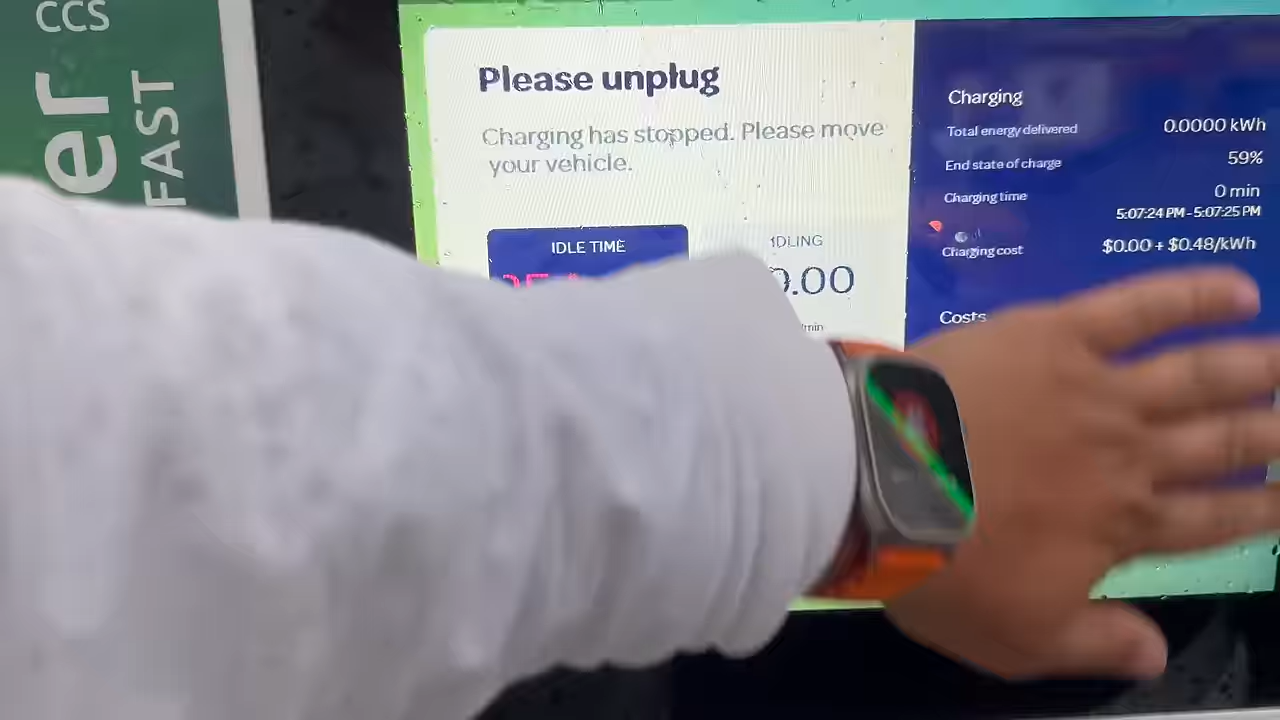 CCS
er
FAST
Please unplug
Charging has stopped. Please move
your vehicle.
IDLE TIME
IDLING
0.00
/min
Charging
Total energy delivered 0.0000 kWh
End state of charge 59%
Charging time 0 min
5:07:24 PM - 5:07:25 PM
Charging cost $0.00 + $0.48/kWh
Costs